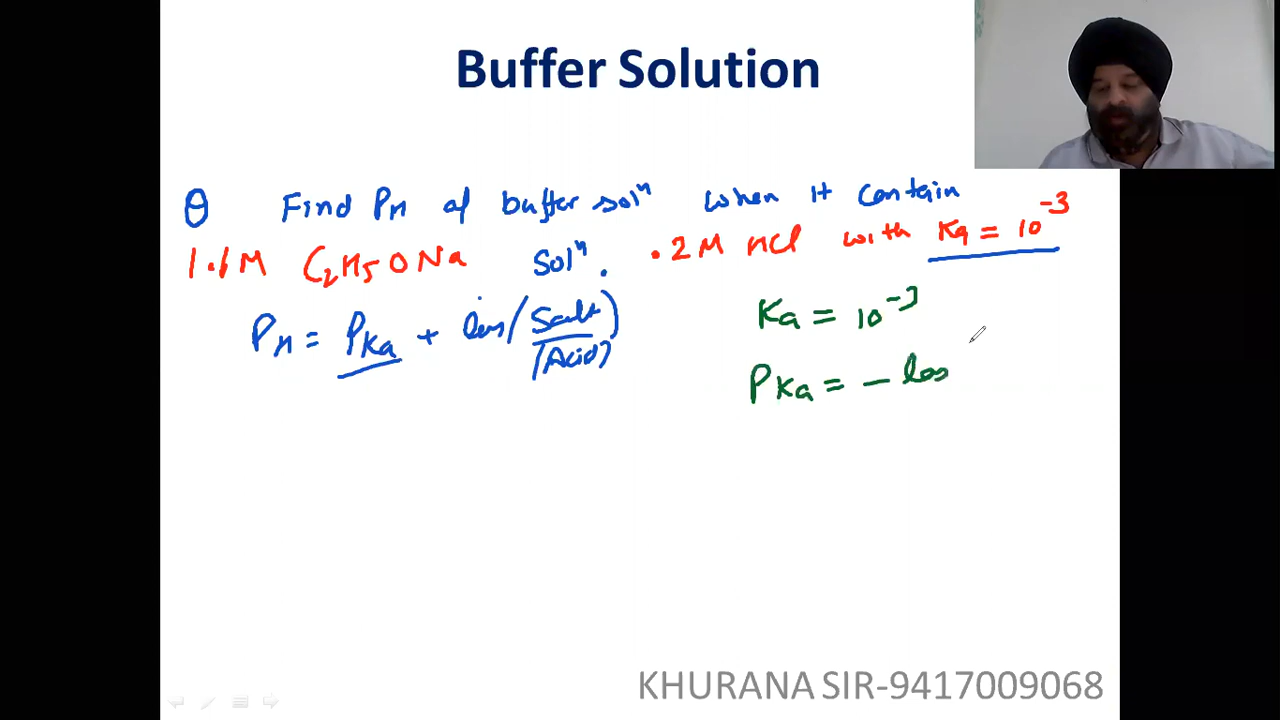 Buffer Solution
Q Find PH of buffer solⁿ when it contain
1.1M C2H5ONa solⁿ. .2M HCl with Ka = 10⁻³
PH = PKa + log (Salt)/(Acid)
Ka = 10⁻³
PKa = - log
KHURANA SIR-9417009068